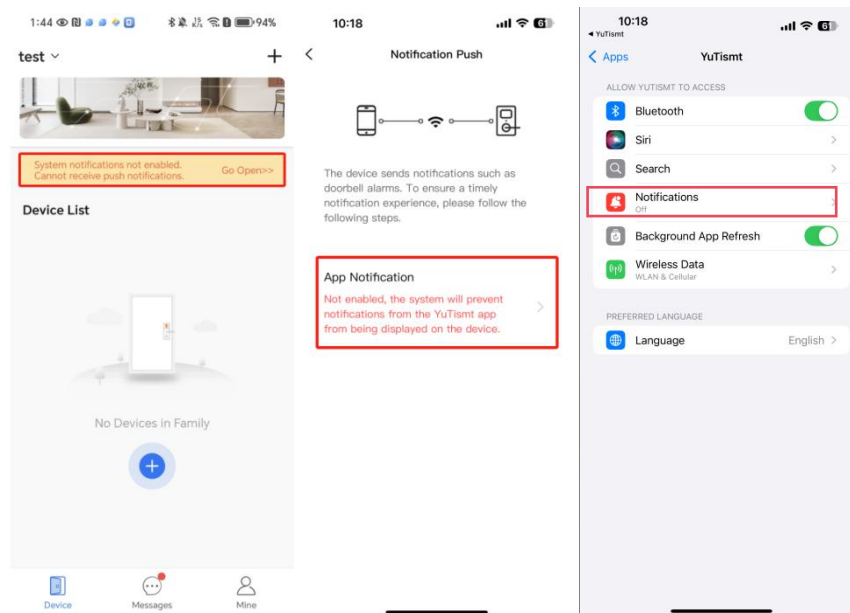 1:44 94%
test
System notifications not enabled.
Cannot receive push notifications.
Go Open>>
Device List
No Devices in Family
Device
Messages
Mine
10:18 61
Notification Push
The device sends notifications such as
doorbell alarms. To ensure a timely
notification experience, please follow the
following steps.
App Notification
Not enabled, the system will prevent
notifications from the YuTismt app
from being displayed on the device.
10:18 61
YuTismt
Apps
YuTismt
ALLOW YUTISMT TO ACCESS
Bluetooth
Siri
Search
Notifications
Off
Background App Refresh
Wireless Data
WLAN & Cellular
PREFERRED LANGUAGE
Language
English